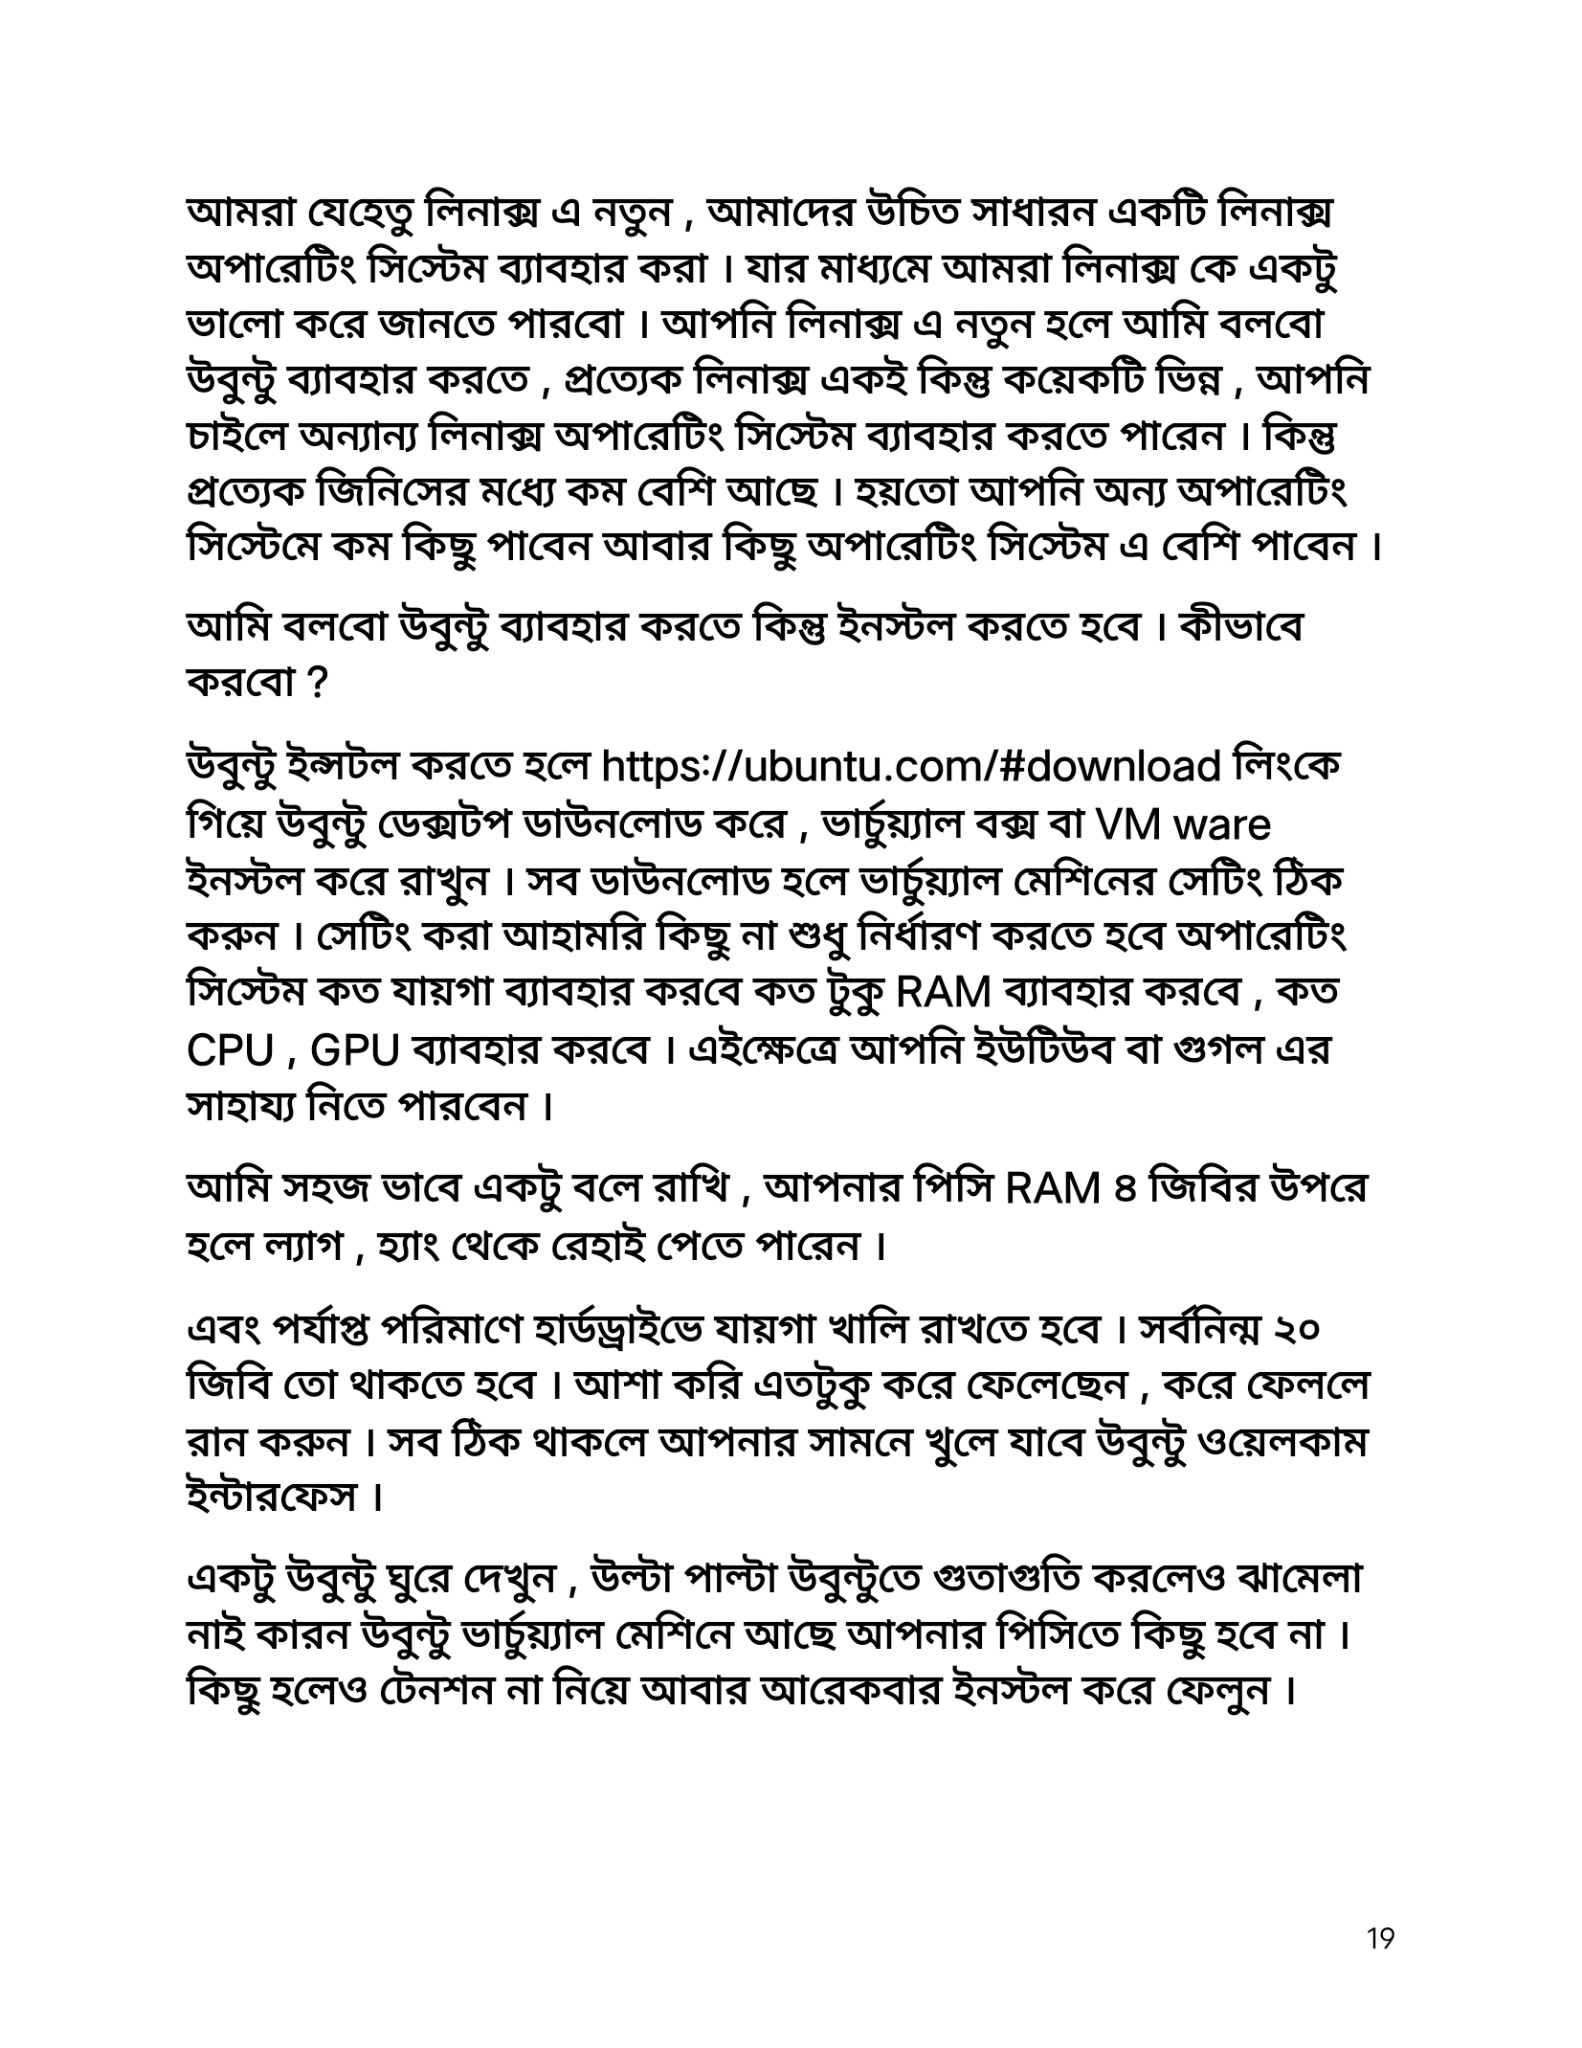 আমরা যেহেতু লিনাক্স এ নতুন , আমাদের উচিত সাধারন একটি লিনাক্স
অপারেটিং সিস্টেম ব্যাবহার করা । যার মাধ্যমে আমরা লিনাক্স কে একটু
ভালো করে জানতে পারবো । আপনি লিনাক্স এ নতুন হলে আমি বলবো
উবুন্টু ব্যাবহার করতে , প্রত্যেক লিনাক্স একই কিন্তু কয়েকটি ভিন্ন , আপনি
চাইলে অন্যান্য লিনাক্স অপারেটিং সিস্টেম ব্যাবহার করতে পারেন । কিন্তু
প্রত্যেক জিনিসের মধ্যে কম বেশি আছে । হয়তো আপনি অন্য অপারেটিং
সিস্টেমে কম কিছু পাবেন আবার কিছু অপারেটিং সিস্টেম এ বেশি পাবেন ।
আমি বলবো উবুন্টু ব্যাবহার করতে কিন্তু ইনস্টল করতে হবে । কীভাবে
করবো ?
উবুন্টু ইন্সটল করতে হলে https://ubuntu.com/#download লিংকে
গিয়ে উবুন্টু ডেক্সটপ ডাউনলোড করে , ভার্চুয়্যাল বক্স বা VM ware
ইনস্টল করে রাখুন । সব ডাউনলোড হলে ভার্চুয়্যাল মেশিনের সেটিং ঠিক
করুন । সেটিং করা আহামরি কিছু না শুধু নির্ধারণ করতে হবে অপারেটিং
সিস্টেম কত যায়গা ব্যাবহার করবে কত টুকু RAM ব্যাবহার করবে , কত
CPU , GPU ব্যাবহার করবে । এইক্ষেত্রে আপনি ইউটিউব বা গুগল এর
সাহায্য নিতে পারবেন ।
আমি সহজ ভাবে একটু বলে রাখি , আপনার পিসি RAM ৪ জিবির উপরে
হলে ল্যাগ , হ্যাং থেকে রেহাই পেতে পারেন ।
এবং পর্যাপ্ত পরিমাণে হার্ডড্রাইভে যায়গা খালি রাখতে হবে । সর্বনিন্ম ২০
জিবি তো থাকতে হবে । আশা করি এতটুকু করে ফেলেছেন , করে ফেললে
রান করুন । সব ঠিক থাকলে আপনার সামনে খুলে যাবে উবুন্টু ওয়েলকাম
ইন্টারফেস ।
একটু উবুন্টু ঘুরে দেখুন , উল্টা পাল্টা উবুন্টুতে গুতাগুতি করলেও ঝামেলা
নাই কারন উবুন্টু ভার্চুয়্যাল মেশিনে আছে আপনার পিসিতে কিছু হবে না ।
কিছু হলেও টেনশন না নিয়ে আবার আরেকবার ইনস্টল করে ফেলুন ।
19